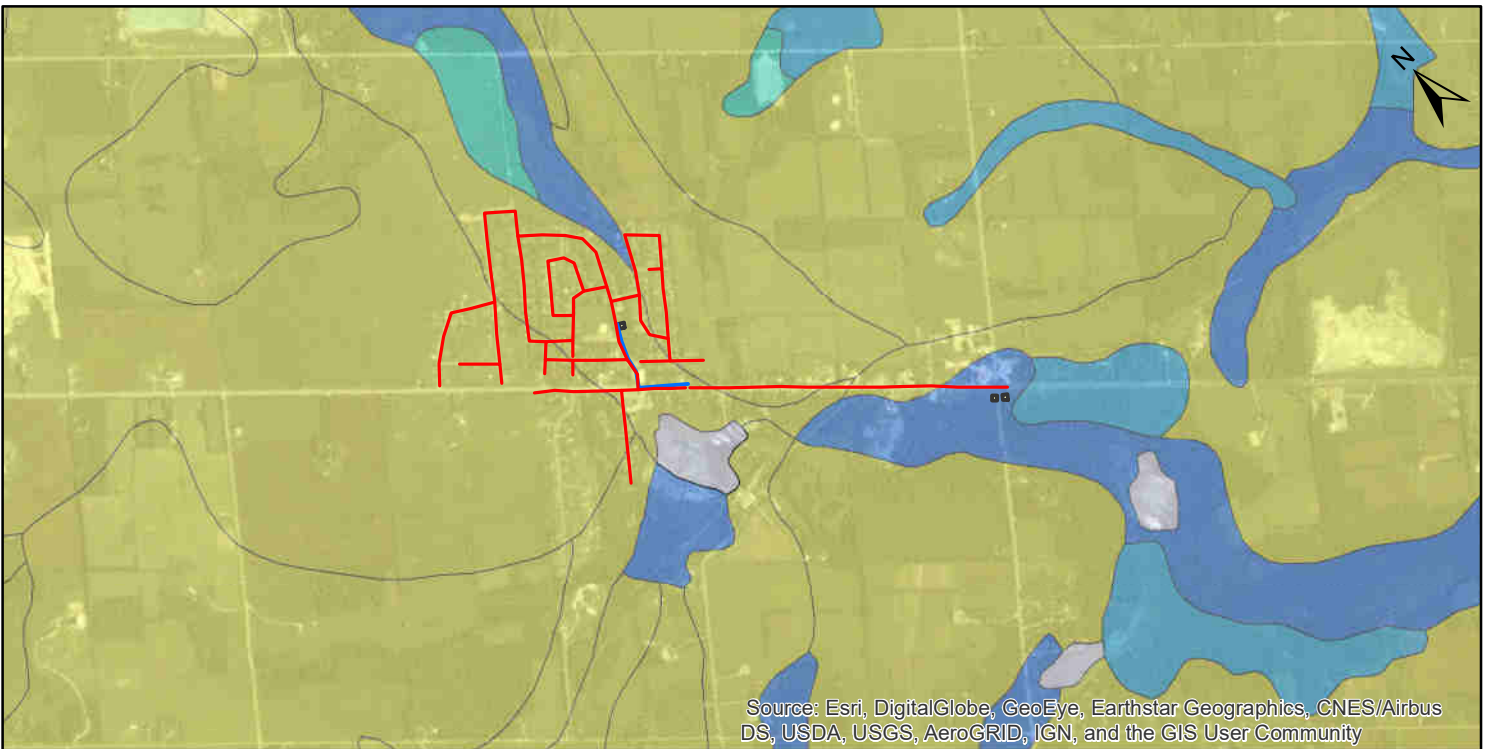 N
Source: Esri, DigitalGlobe, GeoEye, Earthstar Geographics, CNES/Airbus
DS, USDA, USGS, AeroGRID, IGN, and the GIS User Community